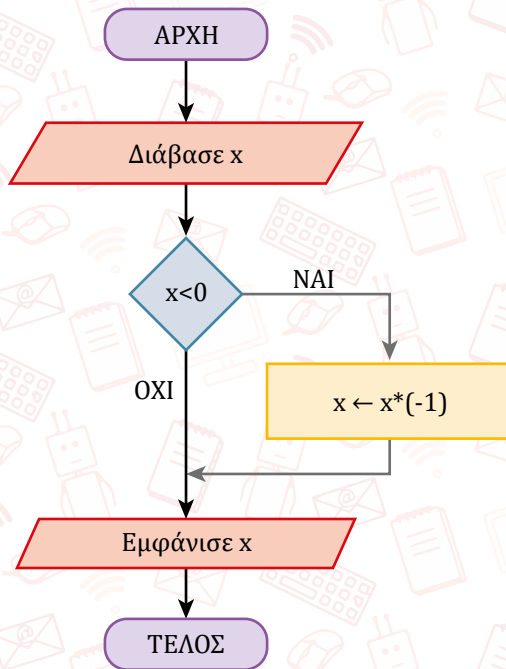 ΑΡΧΗ
Διάβασε x
x<0
ΝΑΙ
ΟΧΙ
x ← x*(-1)
Εμφάνισε x
ΤΕΛΟΣ